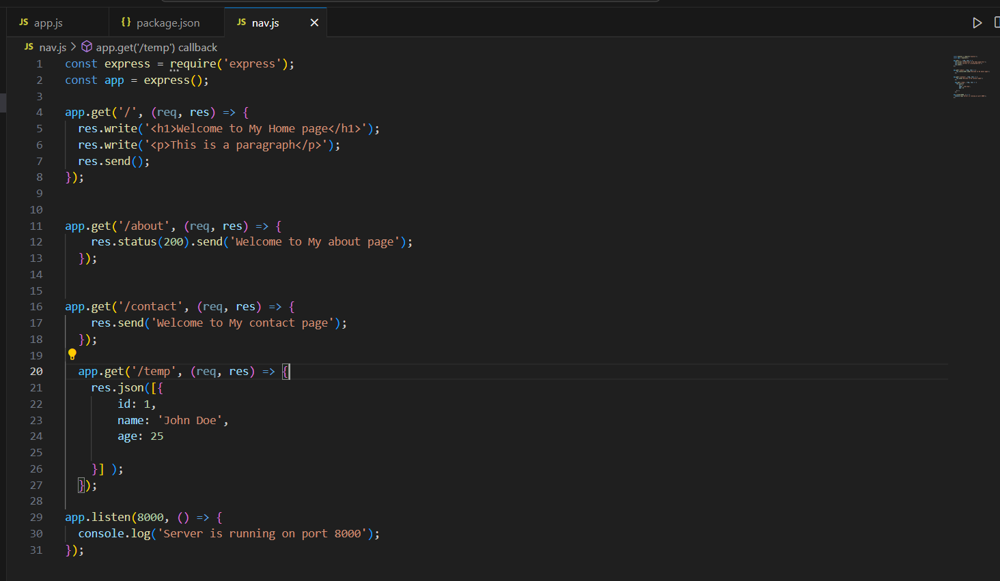 JS app.js {} package.json JS nav.js ×
JS nav.js > app.get('/temp') callback
1 const express = require('express');
2 const app = express();
3
4 app.get('/', (req, res) => {
5 res.write('<h1>Welcome to My Home page</h1>');
6 res.write('<p>This is a paragraph</p>');
7 res.send();
8 });
9
10
11 app.get('/about', (req, res) => {
12 res.status(200).send('Welcome to My about page');
13 });
14
15
16 app.get('/contact', (req, res) => {
17 res.send('Welcome to My contact page');
18 });
19
20 app.get('/temp', (req, res) => {
21 res.json([{
22 id: 1,
23 name: 'John Doe',
24 age: 25
25
26 }] );
27 });
28
29 app.listen(8000, () => {
30 console.log('Server is running on port 8000');
31 });